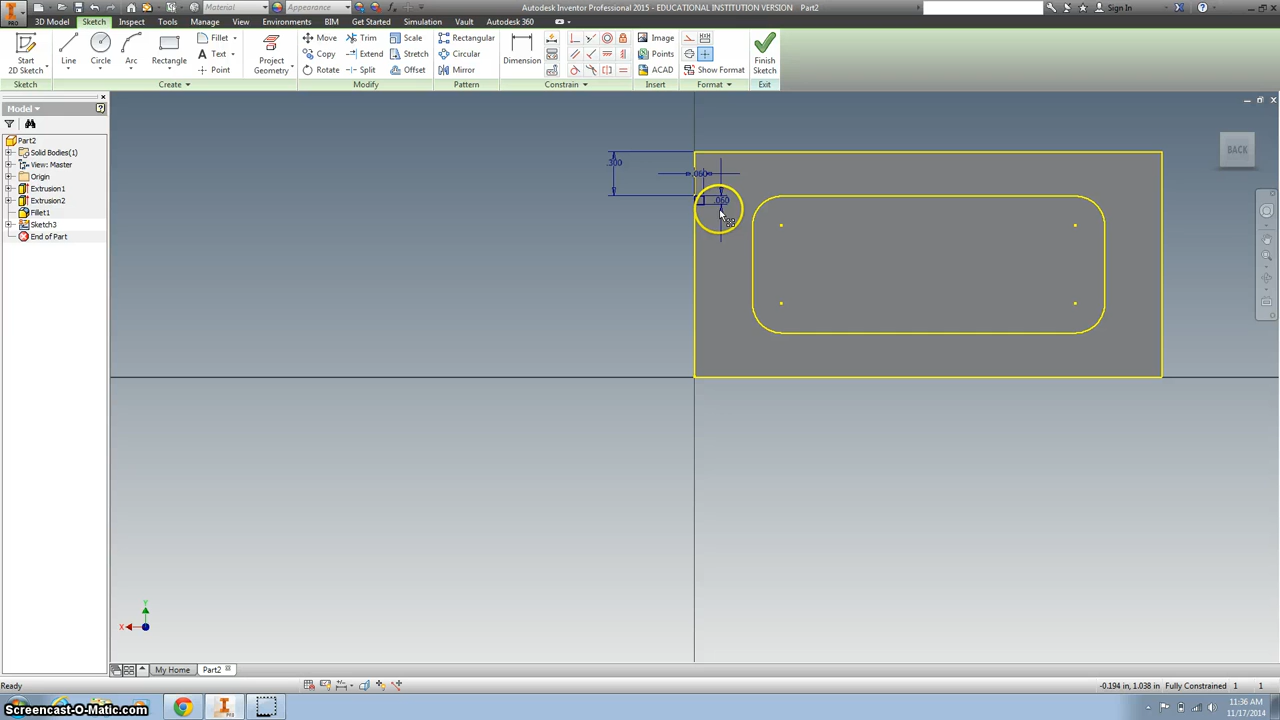 Autodesk Inventor Professional 2015 - EDUCATIONAL INSTITUTION VERSION Part2
Material
Appearance
Sign In
PRO
3D Model
Sketch
Inspect
Tools
Manage
View
Environments
BIM
Get Started
Simulation
Vault
Autodesk 360
Start
2D Sketch
Line
Circle
Arc
Rectangle
Fillet
Text
Point
Project
Geometry
Move
Copy
Rotate
Trim
Extend
Split
Scale
Stretch
Offset
Rectangular
Circular
Mirror
Dimension
Image
Points
ACAD
Show Format
Finish
Sketch
Sketch
Create
Modify
Pattern
Constrain
Insert
Format
Exit
Model
Part2
Solid Bodies(1)
View: Master
Origin
Extrusion1
Extrusion2
Fillet1
Sketch3
End of Part
.300
.060
.060
BACK
Y
X
My Home
Part2
Ready
-0.194 in, 1.038 in
Fully Constrained
1
1
Screencast-O-Matic.com
11:36 AM
11/17/2014